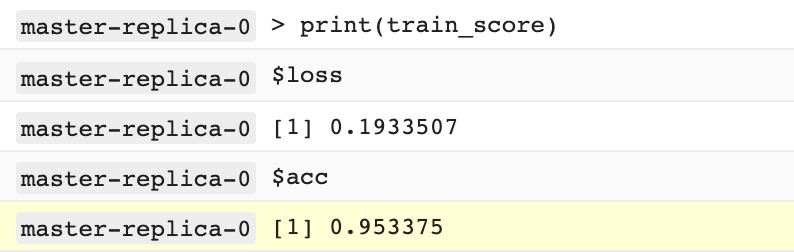 master-replica-0 > print(train_score)
master-replica-0 $loss
master-replica-0 [1] 0.1933507
master-replica-0 $acc
master-replica-0 [1] 0.953375